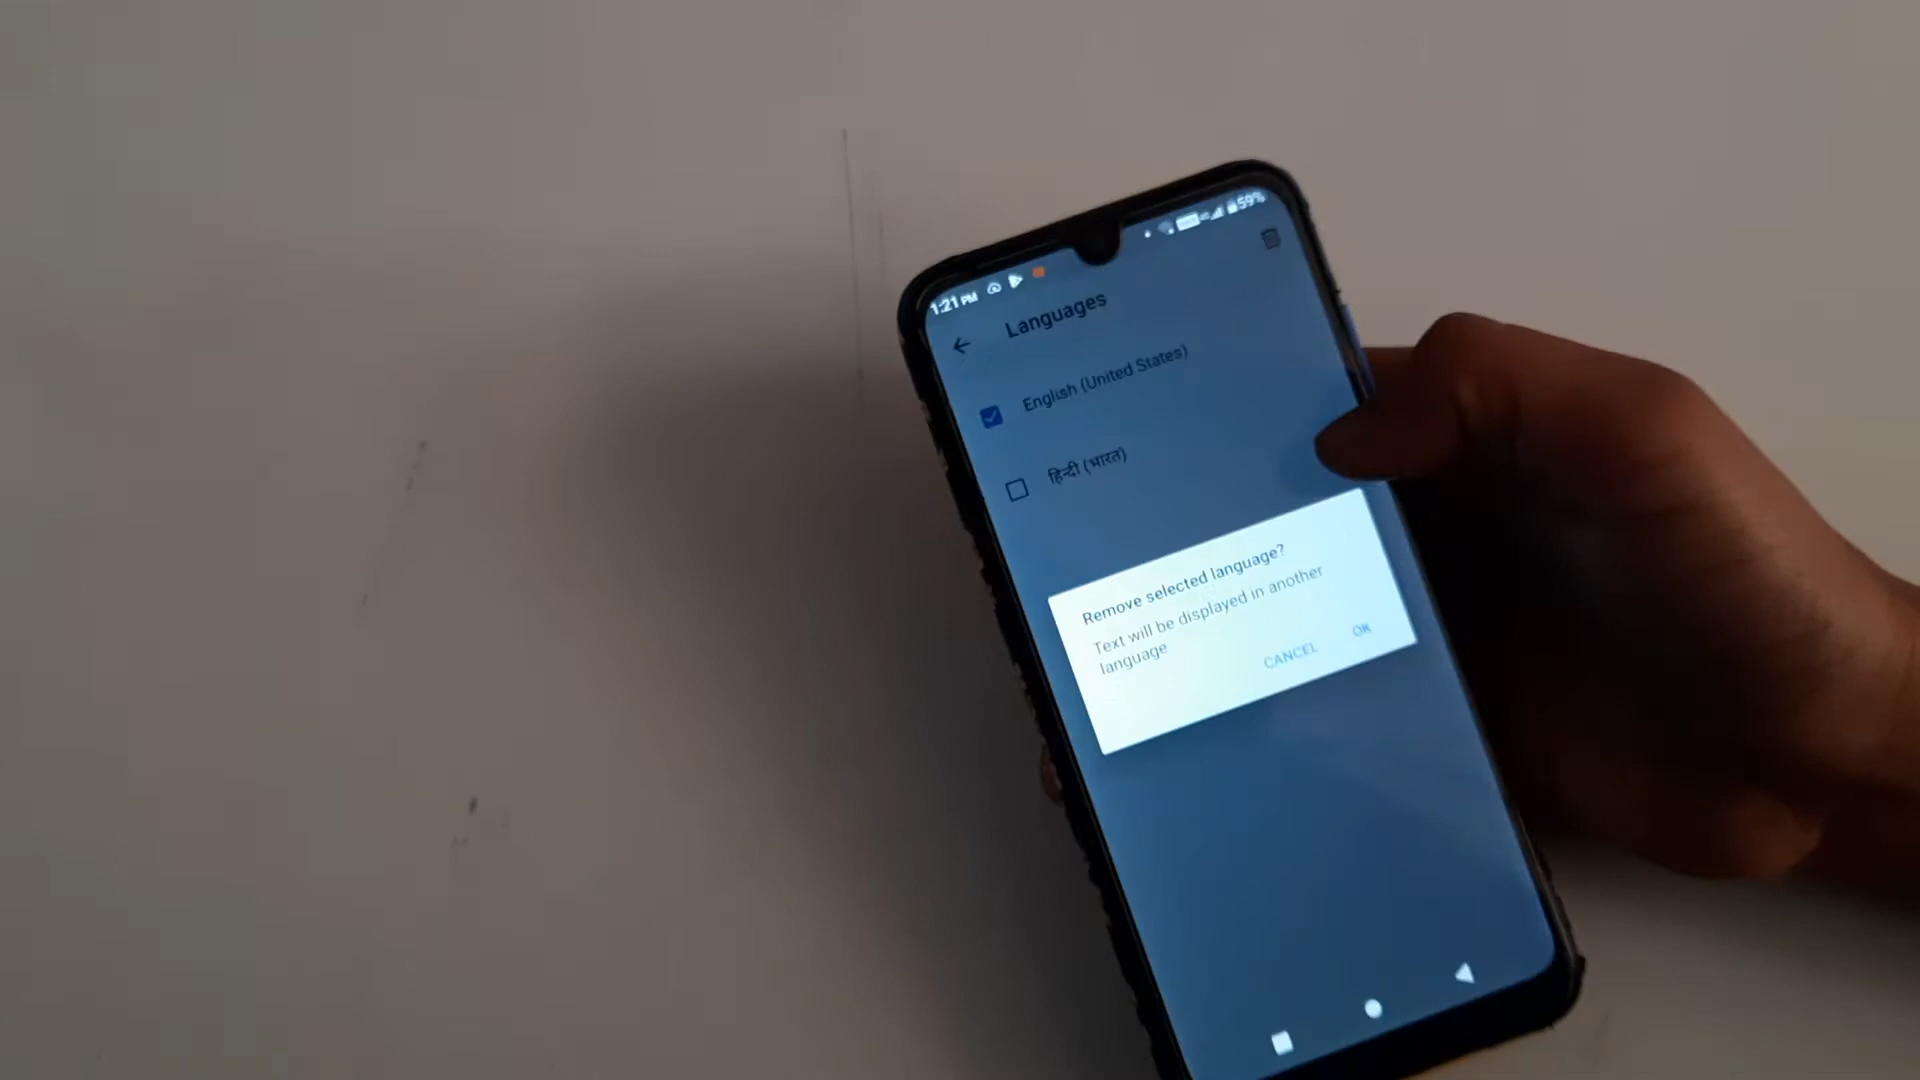 1:21 PM
59%
Languages
English (United States)
हिन्दी (भारत)
Remove selected language?
Text will be displayed in another
language
CANCEL
OK